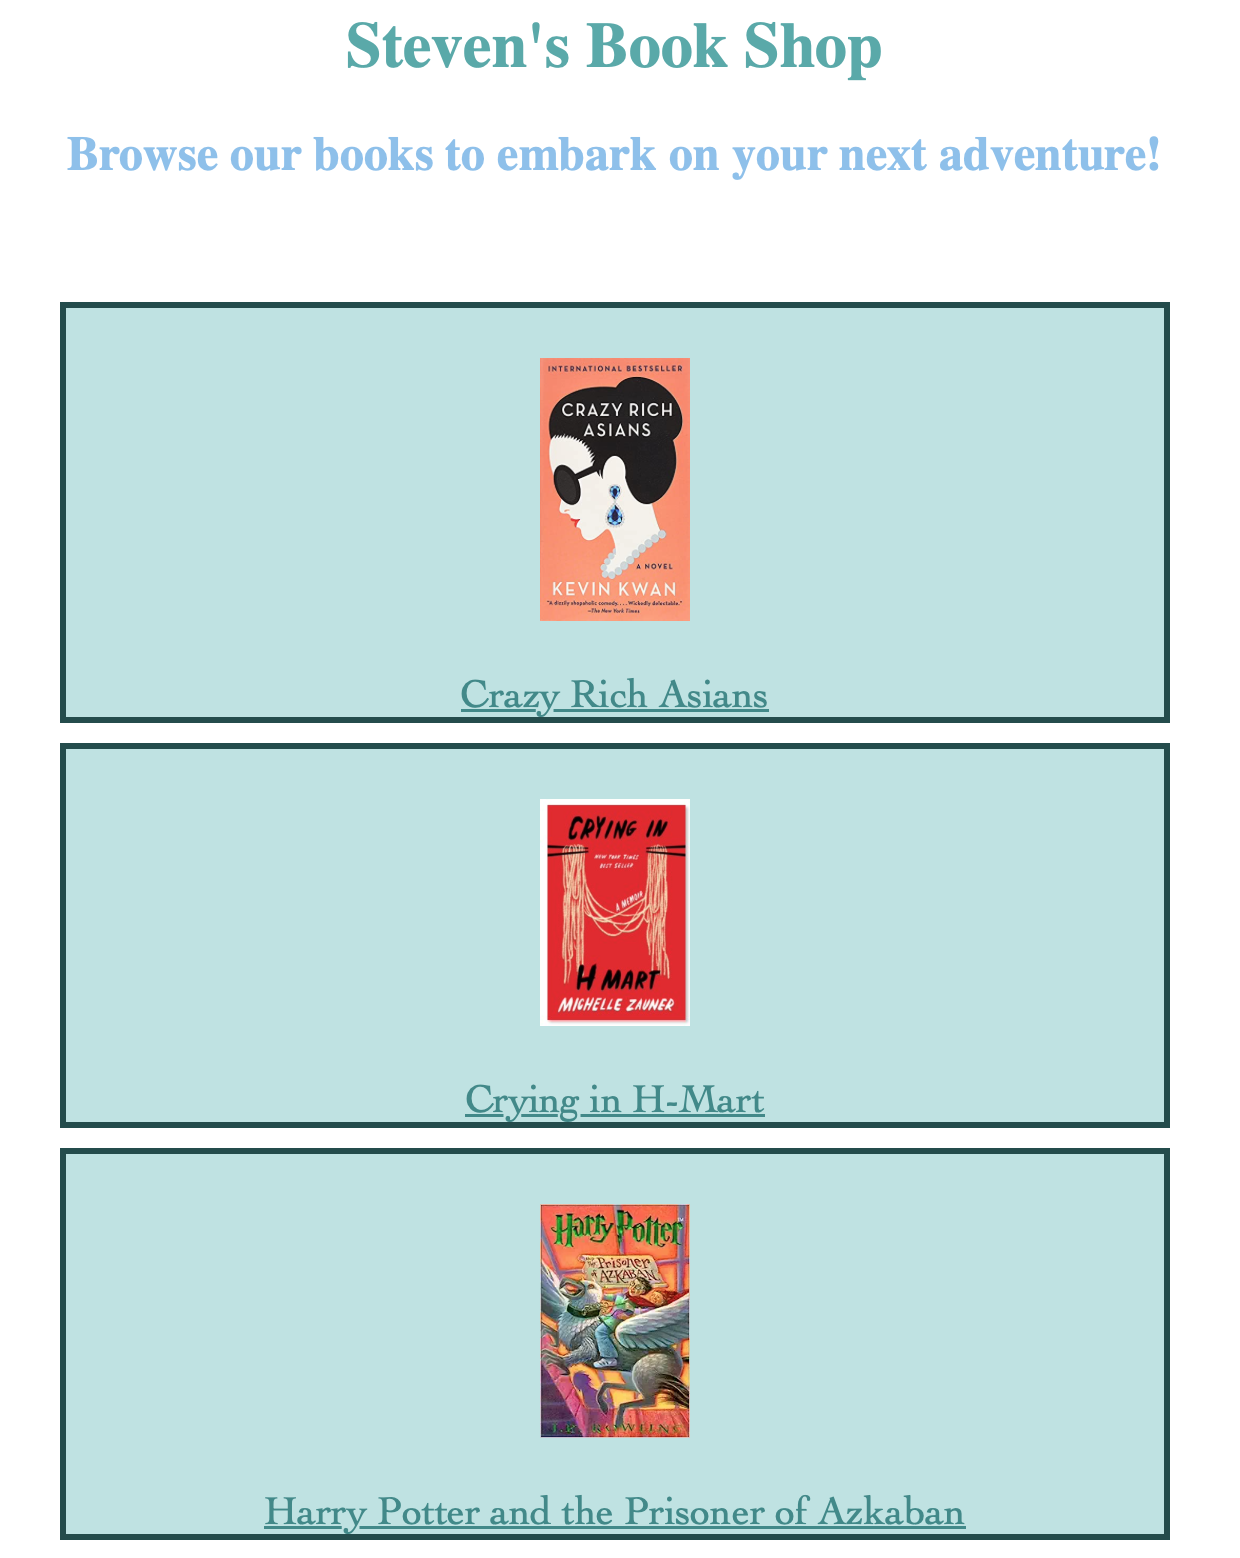 Steven's Book Shop
Browse our books to embark on your next adventure!
INTERNATIONAL BESTSELLER
CRAZY RICH
ASIANS
A NOVEL
KEVIN KWAN
"A dizzily shopaholic comedy. . . . Wickedly delectable."
—The New York Times
Crazy Rich Asians
CRYING IN
NEW YORK TIMES
BEST SELLER
A MEMOIR
H MART
MICHELLE ZAUNER
Crying in H-Mart
Harry Potter
AND THE Prisoner
of AZKABAN
J.K. ROWLING
Harry Potter and the Prisoner of Azkaban